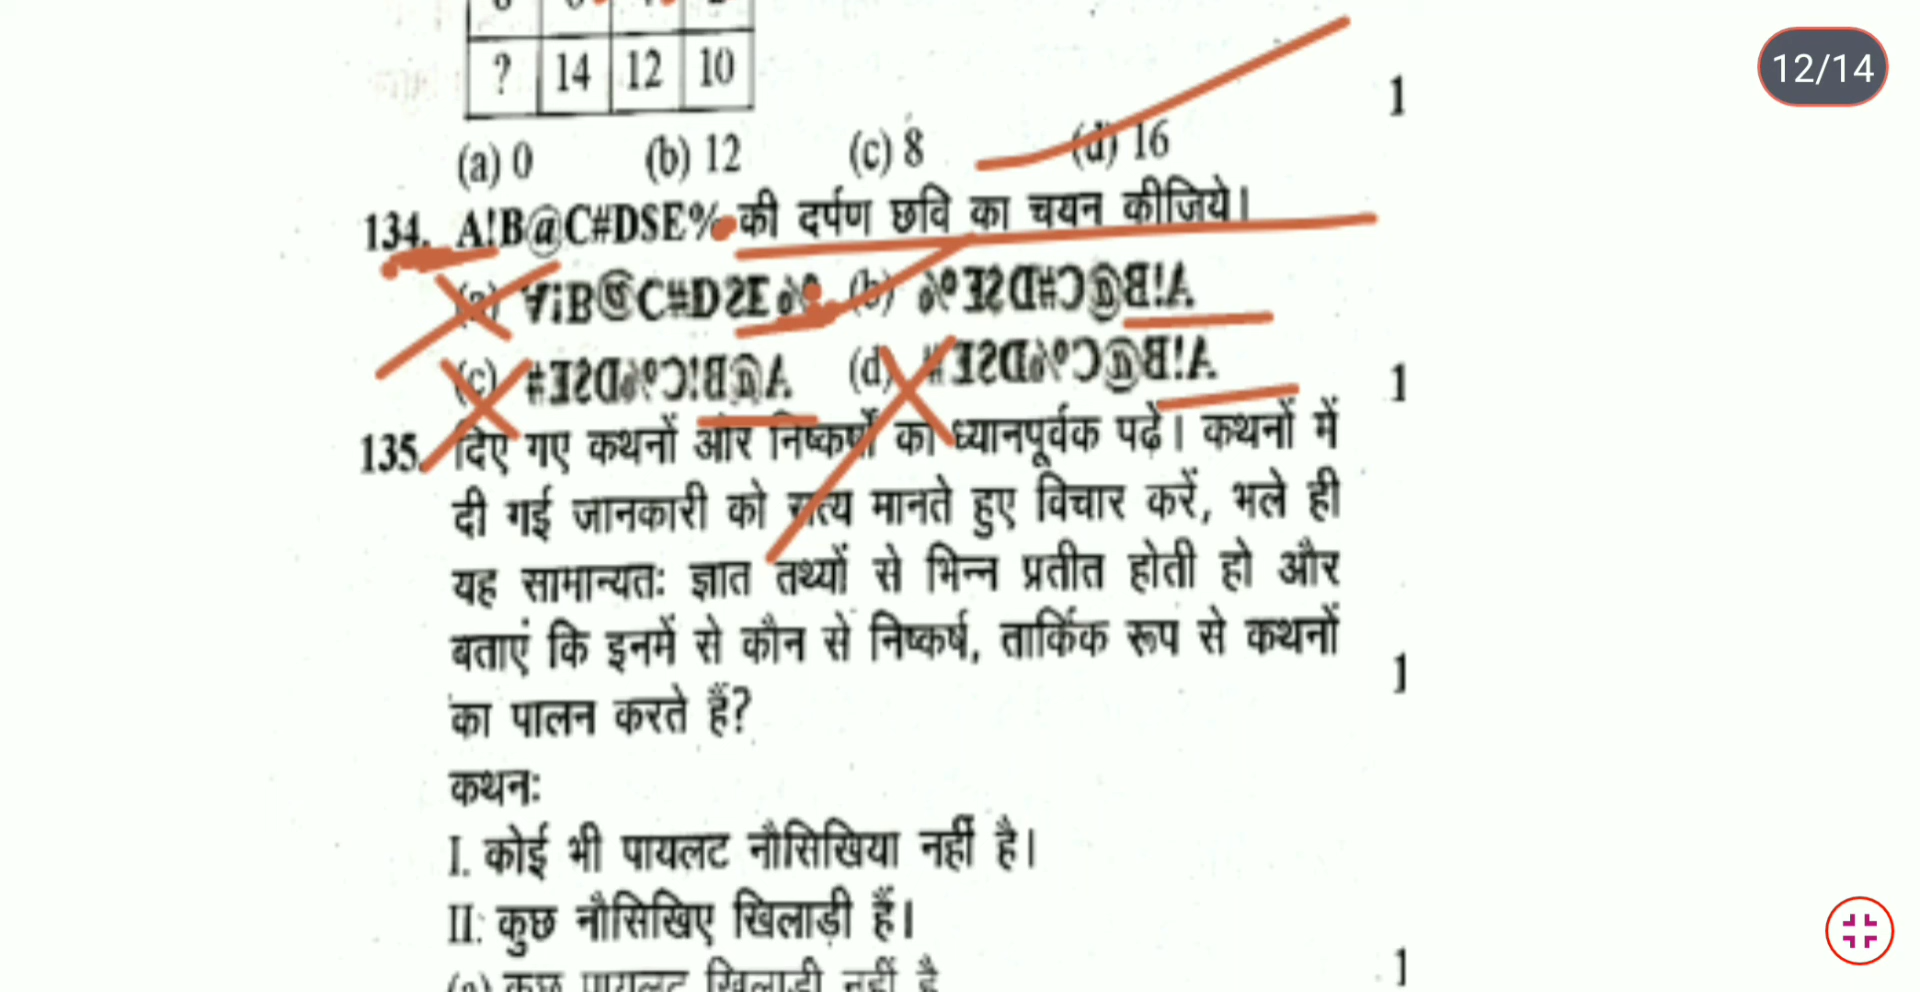 12/14
? 14 12 10
1
(a) 0 (b) 12 (c) 8 (d) 16
134. A!B@C#DSE% की दर्पण छवि का चयन कीजिये।
(b)
(c) (d)
1
135. दिए गए कथनों और निष्कर्षों को ध्यानपूर्वक पढ़ें। कथनों में
दी गई जानकारी को सत्य मानते हुए विचार करें, भले ही
यह सामान्यतः ज्ञात तथ्यों से भिन्न प्रतीत होती हो और
बताएं कि इनमें से कौन से निष्कर्ष, तार्किक रूप से कथनों
1
का पालन करते हैं?
कथनः
I. कोई भी पायलट नौसिखिया नहीं है।
II: कुछ नौसिखिए खिलाड़ी हैं।
(a) कुछ पायलट खिलाड़ी नहीं है
1